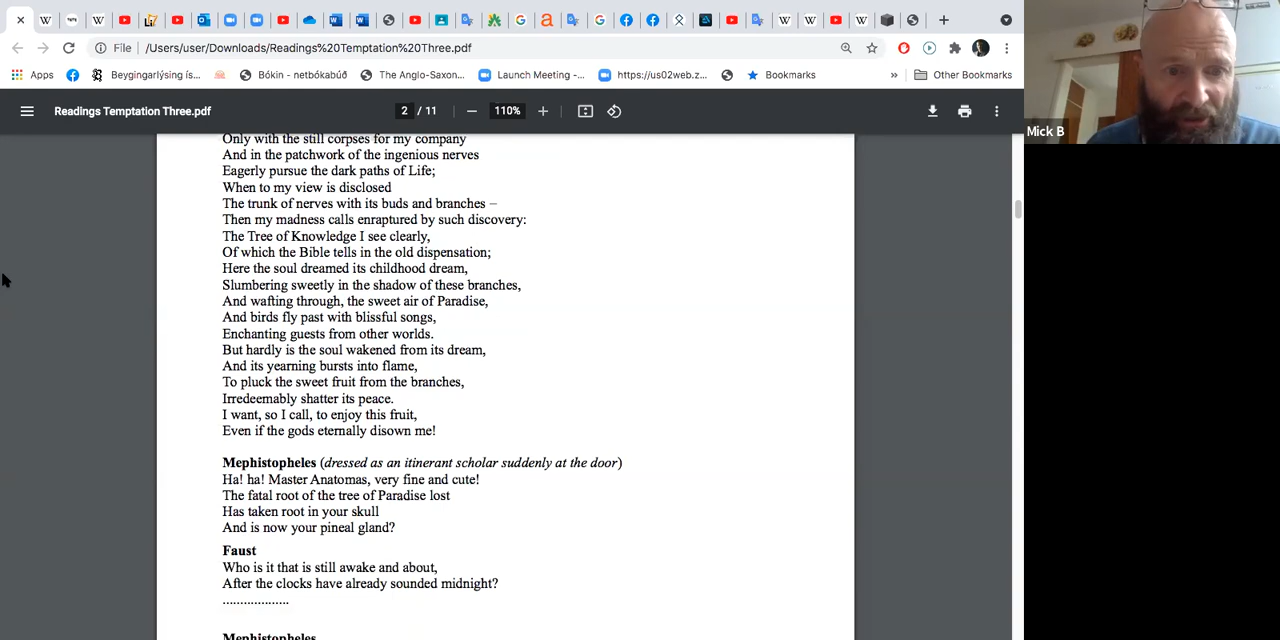 File
/Users/user/Downloads/Readings%20Temptation%20Three.pdf
Apps
Beygingarlýsing ís...
Bókin - netbókabúð
The Anglo-Saxon...
Launch Meeting -...
https://us02web.z...
Bookmarks
»
Other Bookmarks
Readings Temptation Three.pdf
2 / 11
110%
Mick B
Only with the still corpses for my company
And in the patchwork of the ingenious nerves
Eagerly pursue the dark paths of Life;
When to my view is disclosed
The trunk of nerves with its buds and branches –
Then my madness calls enraptured by such discovery:
The Tree of Knowledge I see clearly,
Of which the Bible tells in the old dispensation;
Here the soul dreamed its childhood dream,
Slumbering sweetly in the shadow of these branches,
And wafting through, the sweet air of Paradise,
And birds fly past with blissful songs,
Enchanting guests from other worlds.
But hardly is the soul wakened from its dream,
And its yearning bursts into flame,
To pluck the sweet fruit from the branches,
Irredeemably shatter its peace.
I want, so I call, to enjoy this fruit,
Even if the gods eternally disown me!
Mephistopheles (dressed as an itinerant scholar suddenly at the door)
Ha! ha! Master Anatomas, very fine and cute!
The fatal root of the tree of Paradise lost
Has taken root in your skull
And is now your pineal gland?
Faust
Who is it that is still awake and about,
After the clocks have already sounded midnight?
...................
Mephistopheles